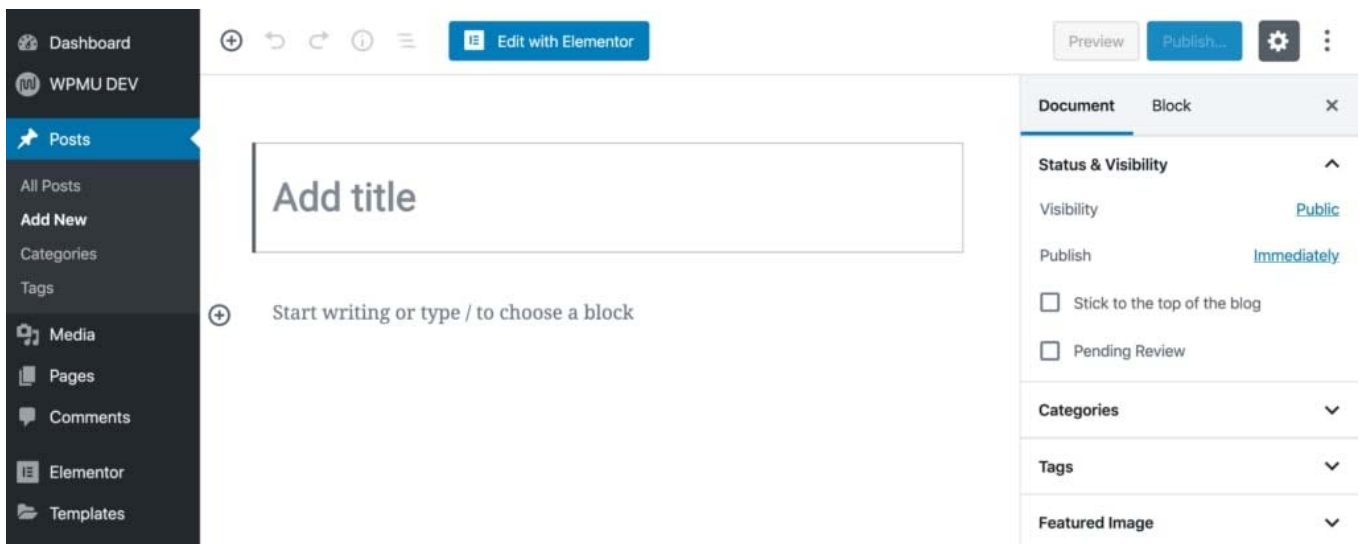 Dashboard
WPMU DEV
Posts
All Posts
Add New
Categories
Tags
Media
Pages
Comments
Elementor
Templates
Edit with Elementor
Preview
Publish...
Add title
Start writing or type / to choose a block
Document Block
Status & Visibility
Visibility Public
Publish Immediately
Stick to the top of the blog
Pending Review
Categories
Tags
Featured Image